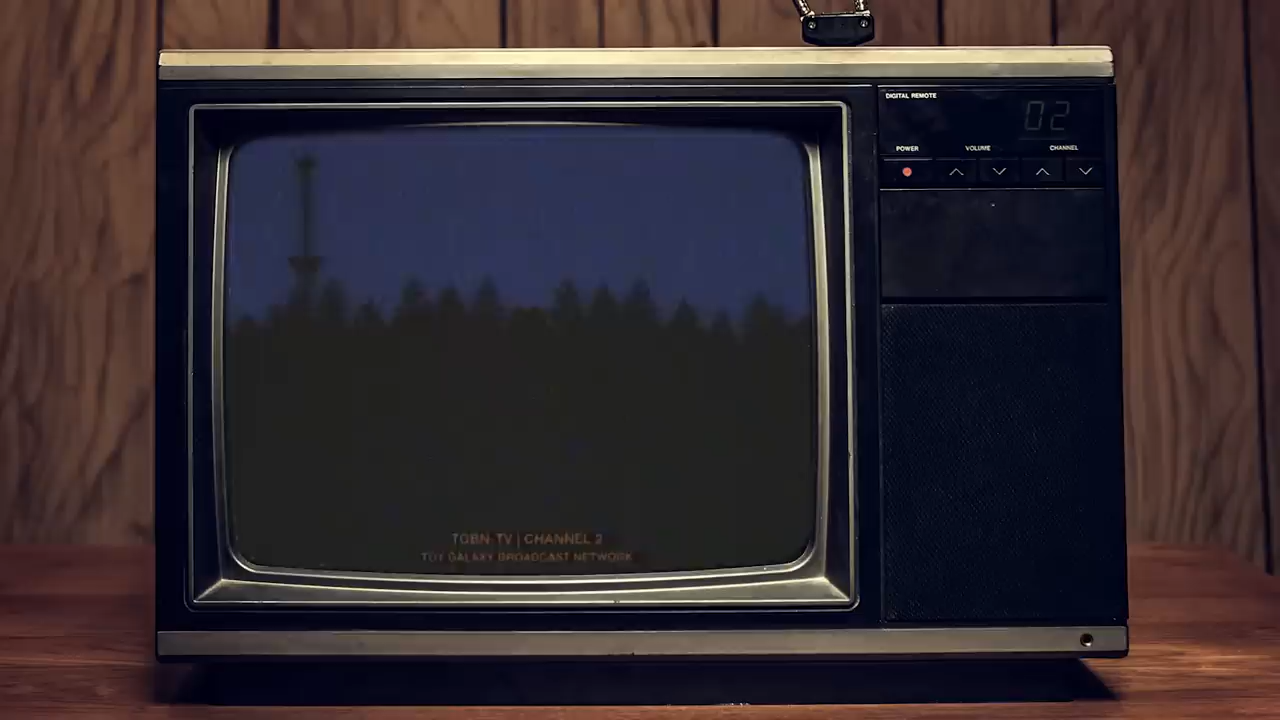 DIGITAL REMOTE
02
POWER VOLUME CHANNEL
TGBN-TV | CHANNEL 2
TOY GALAXY BROADCAST NETWORK